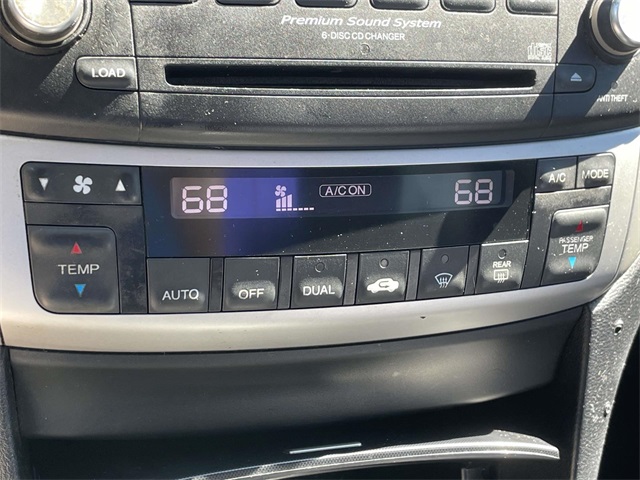 Premium Sound System
6-DISC CD CHANGER
LOAD
ANTI THEFT
68 A/C ON 68
A/C MODE
TEMP
PASSENGER
TEMP
AUTO OFF DUAL REAR